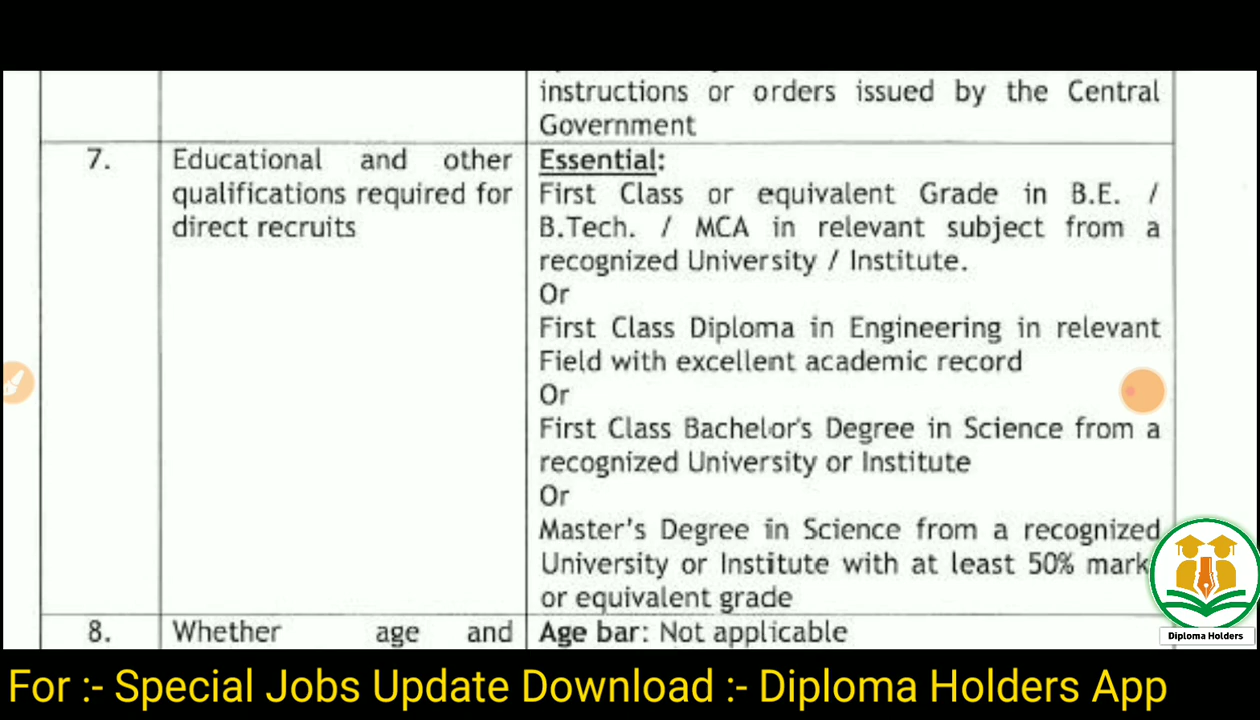 instructions or orders issued by the Central
Government
7.
Educational and other
qualifications required for
direct recruits
Essential:
First Class or equivalent Grade in B.E. /
B.Tech. / MCA in relevant subject from a
recognized University / Institute.
Or
First Class Diploma in Engineering in relevant
Field with excellent academic record
Or
First Class Bachelor's Degree in Science from a
recognized University or Institute
Or
Master's Degree in Science from a recognized
University or Institute with at least 50% mark
or equivalent grade
8.
Whether age and
Age bar: Not applicable
Diploma Holders
For :- Special Jobs Update Download :- Diploma Holders App